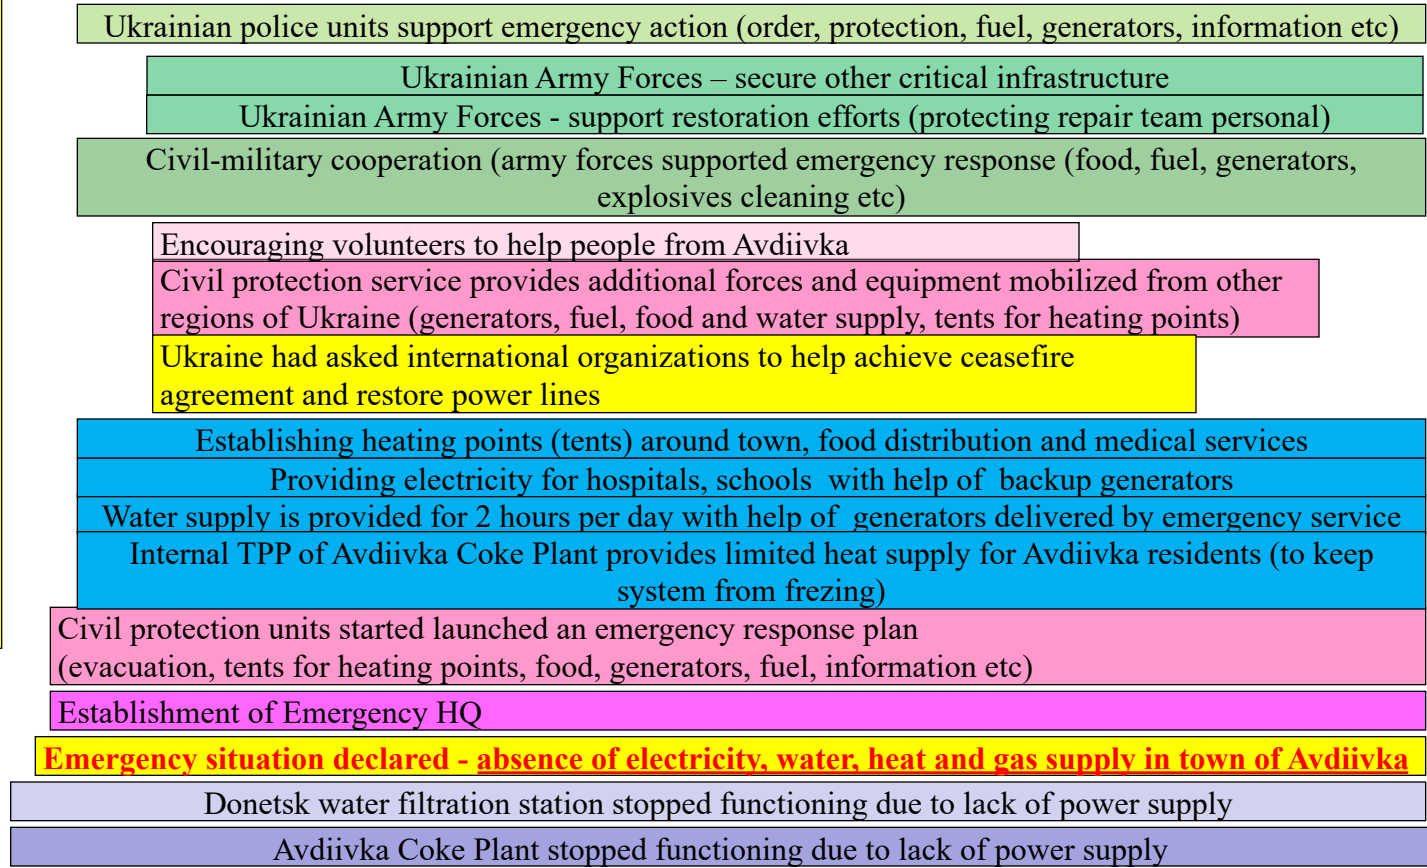 Ukrainian police units support emergency action (order, protection, fuel, generators, information etc)
Ukrainian Army Forces – secure other critical infrastructure
Ukrainian Army Forces - support restoration efforts (protecting repair team personal)
Civil-military cooperation (army forces supported emergency response (food, fuel, generators,
explosives cleaning etc)
Encouraging volunteers to help people from Avdiivka
Civil protection service provides additional forces and equipment mobilized from other
regions of Ukraine (generators, fuel, food and water supply, tents for heating points)
Ukraine had asked international organizations to help achieve ceasefire
agreement and restore power lines
Establishing heating points (tents) around town, food distribution and medical services
Providing electricity for hospitals, schools with help of backup generators
Water supply is provided for 2 hours per day with help of generators delivered by emergency service
Internal TPP of Avdiivka Coke Plant provides limited heat supply for Avdiivka residents (to keep
system from frezing)
Civil protection units started launched an emergency response plan
(evacuation, tents for heating points, food, generators, fuel, information etc)
Establishment of Emergency HQ
Emergency situation declared - absence of electricity, water, heat and gas supply in town of Avdiivka
Donetsk water filtration station stopped functioning due to lack of power supply
Avdiivka Coke Plant stopped functioning due to lack of power supply